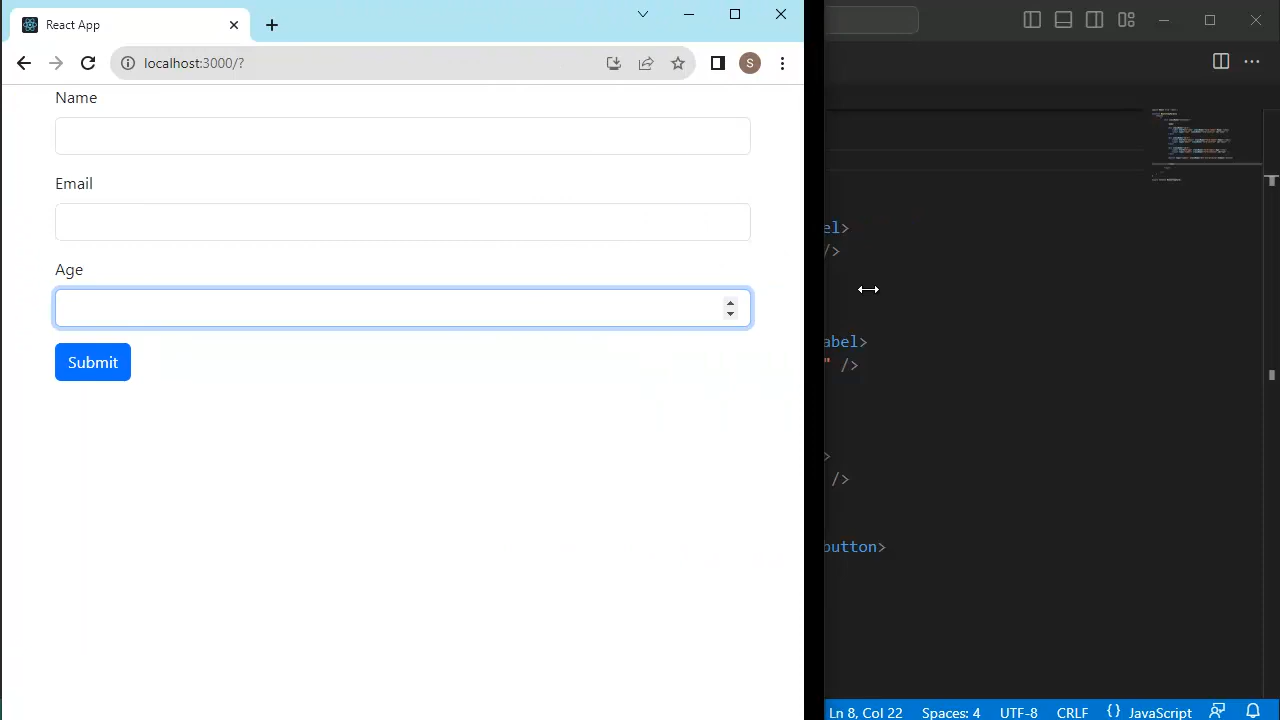 React App
localhost:3000/?
S
Name
Email
Age
Submit
el>
/>
abel>
" />
>
/>
button>
Ln 8, Col 22 Spaces: 4 UTF-8 CRLF {} JavaScript